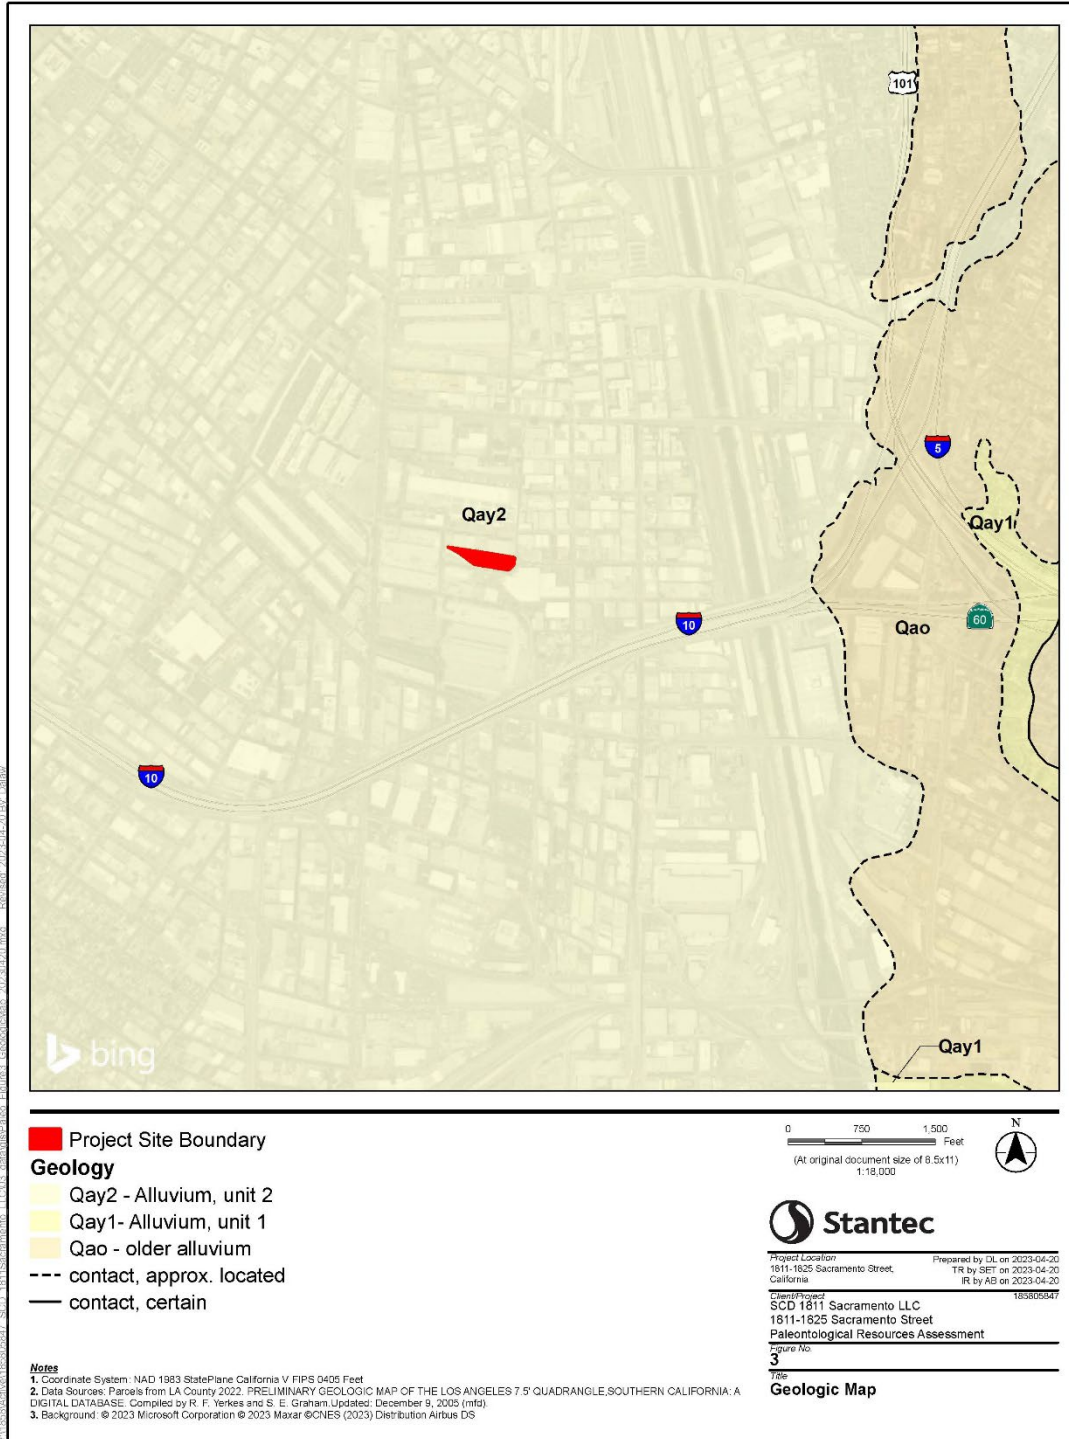 101
5
Qay1
Qay2
10
60
Qao
10
Qay1
bing
Project Site Boundary
Geology
Qay2 - Alluvium, unit 2
Qay1- Alluvium, unit 1
Qao - older alluvium
contact, approx. located
contact, certain
0 750 1,500
Feet
(At original document size of 8.5x11)
1:18,000
N
Stantec
Project Location
1811-1825 Sacramento Street,
California
Prepared by DL on 2023-04-20
TR by SET on 2023-04-20
IR by AB on 2023-04-20
Client/Project 185805847
SCD 1811 Sacramento LLC
1811-1825 Sacramento Street
Paleontological Resources Assessment
Figure No.
3
Title
Geologic Map
Notes
1. Coordinate System: NAD 1983 StatePlane California V FIPS 0405 Feet
2. Data Sources: Parcels from LA County 2022. PRELIMINARY GEOLOGIC MAP OF THE LOS ANGELES 7.5' QUADRANGLE,SOUTHERN CALIFORNIA: A
DIGITAL DATABASE. Compiled by R. F. Yerkes and S. E. Graham.Updated: December 9, 2005 (mfd).
3. Background: © 2023 Microsoft Corporation © 2023 Maxar ©CNES (2023) Distribution Airbus DS